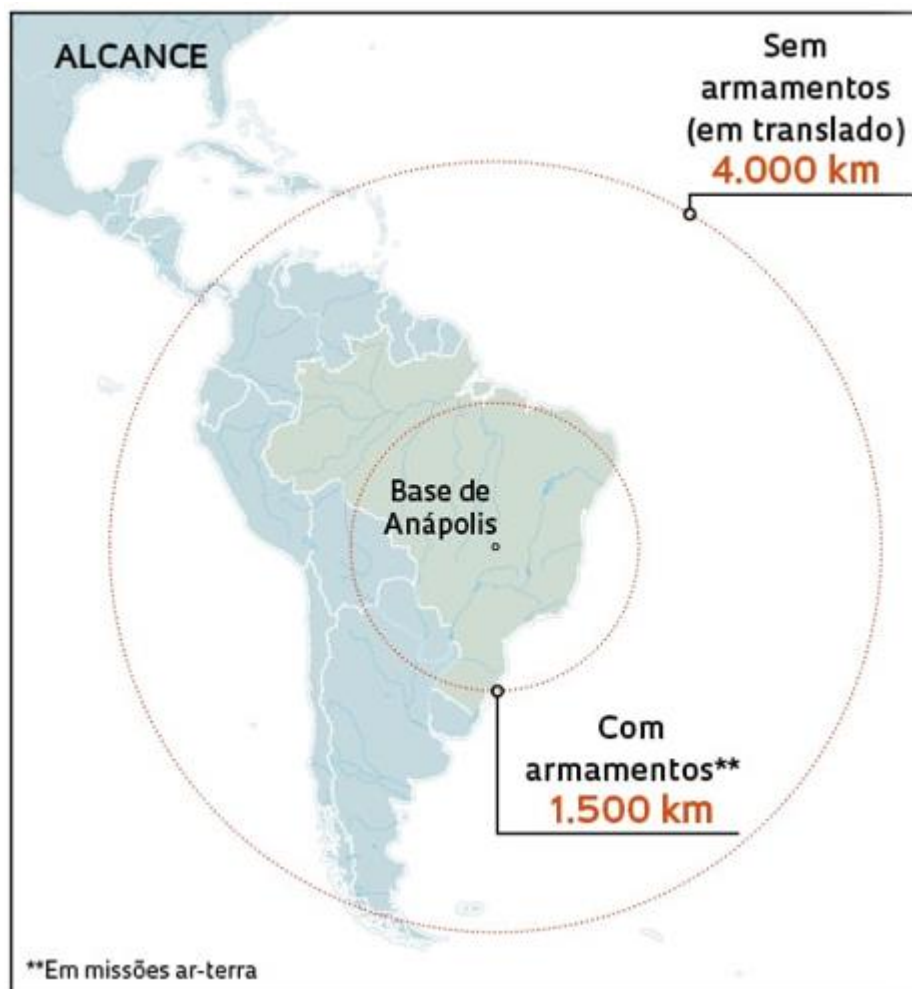 ALCANCE
Sem
armamentos
(em translado)
4.000 km
Base de
Anápolis
Com
armamentos**
1.500 km
**Em missões ar-terra